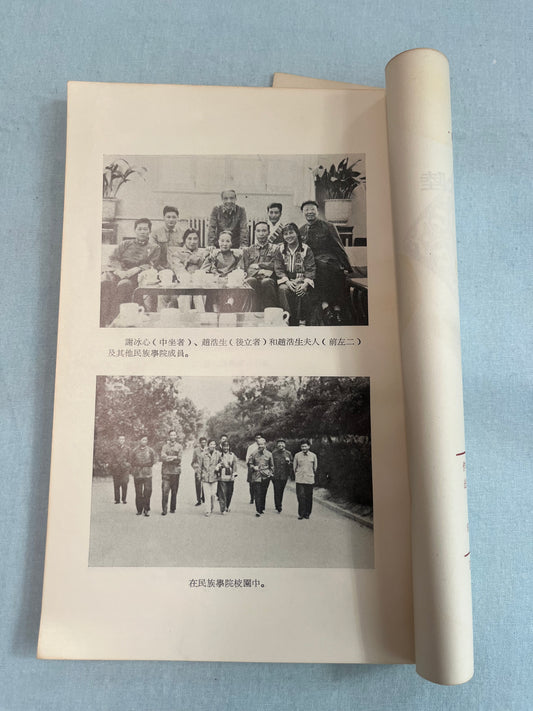 謝冰心(中坐者)、趙浩生(後立者)和趙浩生夫人(前左二)
及其他民族學院成員。
在民族學院校園中。